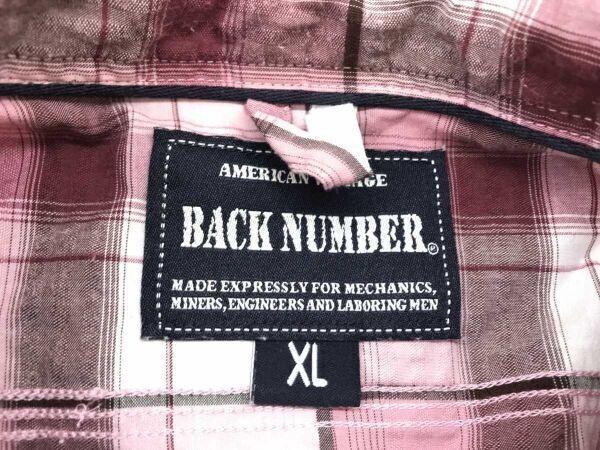 AMERICAN
BACK NUMBER®
MADE EXPRESSLY FOR MECHANICS,
MINERS, ENGINEERS AND LABORING MEN
XL